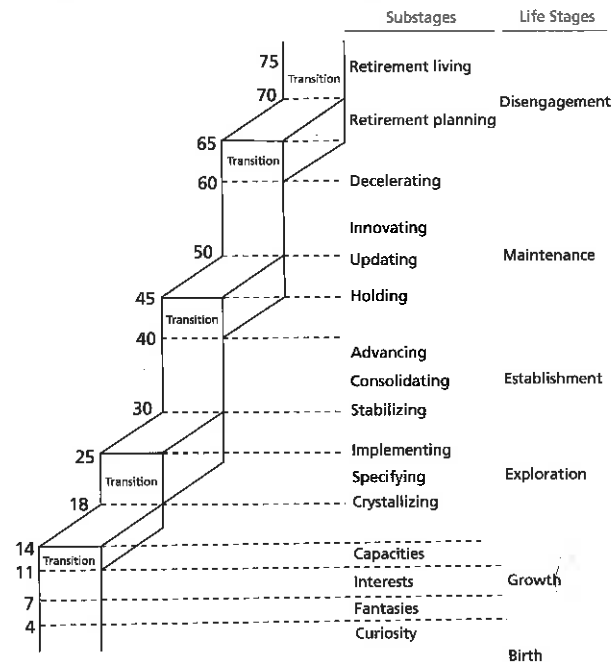 Substages Life Stages
75 Retirement living
Transition
70 Disengagement
Retirement planning
65
Transition
60 Decelerating
Innovating
50 Updating Maintenance
45 Holding
Transition
40
Advancing
Consolidating Establishment
30 Stabilizing
25 Implementing
Transition Specifying Exploration
18 Crystallizing
14 Capacities
Transition
11 Interests Growth
7 Fantasies
4 Curiosity
Birth